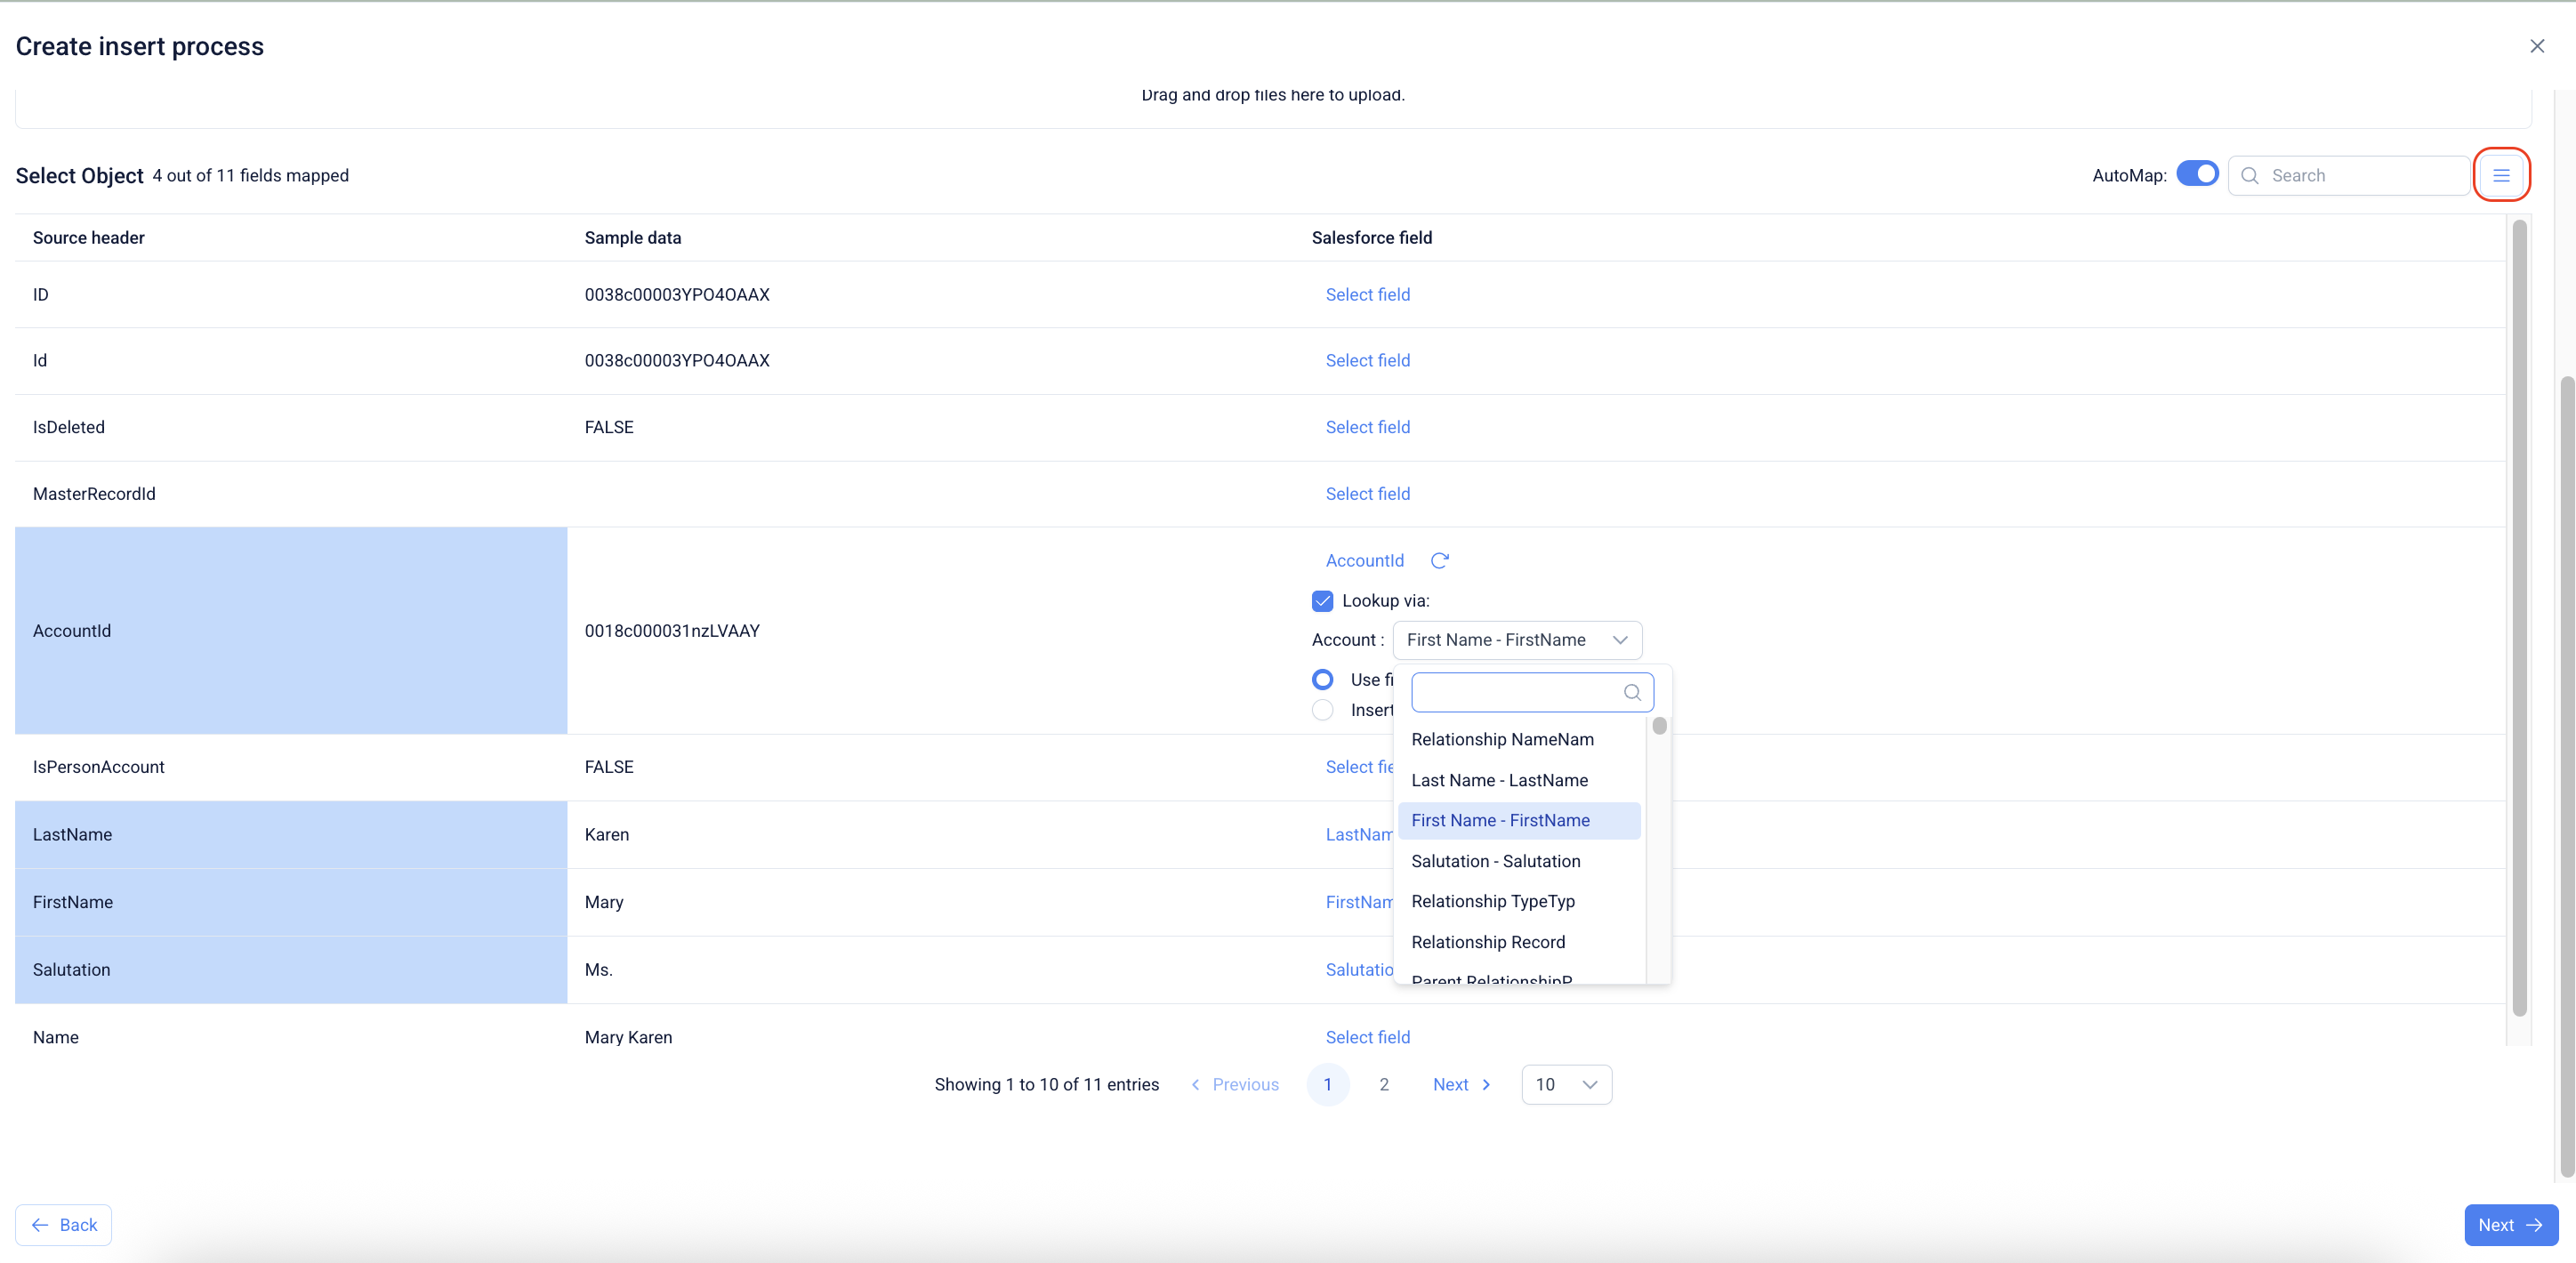 Create insert process
Drag and drop files here to upload.
Select Object 4 out of 11 fields mapped AutoMap: Search
Source header Sample data Salesforce field
ID 0038c00003YPO4OAAX Select field
Id 0038c00003YPO4OAAX Select field
IsDeleted FALSE Select field
MasterRecordId Select field
AccountId
Lookup via:
AccountId 0018c000031nzLVAAY
Account : First Name - FirstName
Use fi
Insert
Relationship NameNam
IsPersonAccount FALSE Select fie
Last Name - LastName
First Name - FirstName
LastName Karen LastNam
Salutation - Salutation
FirstName Mary FirstNam
Relationship TypeTyp
Relationship Record
Salutation Ms. Salutatio
Parent RelationshipP
Name Mary Karen Select field
Showing 1 to 10 of 11 entries Previous 1 2 Next 10
Back Next